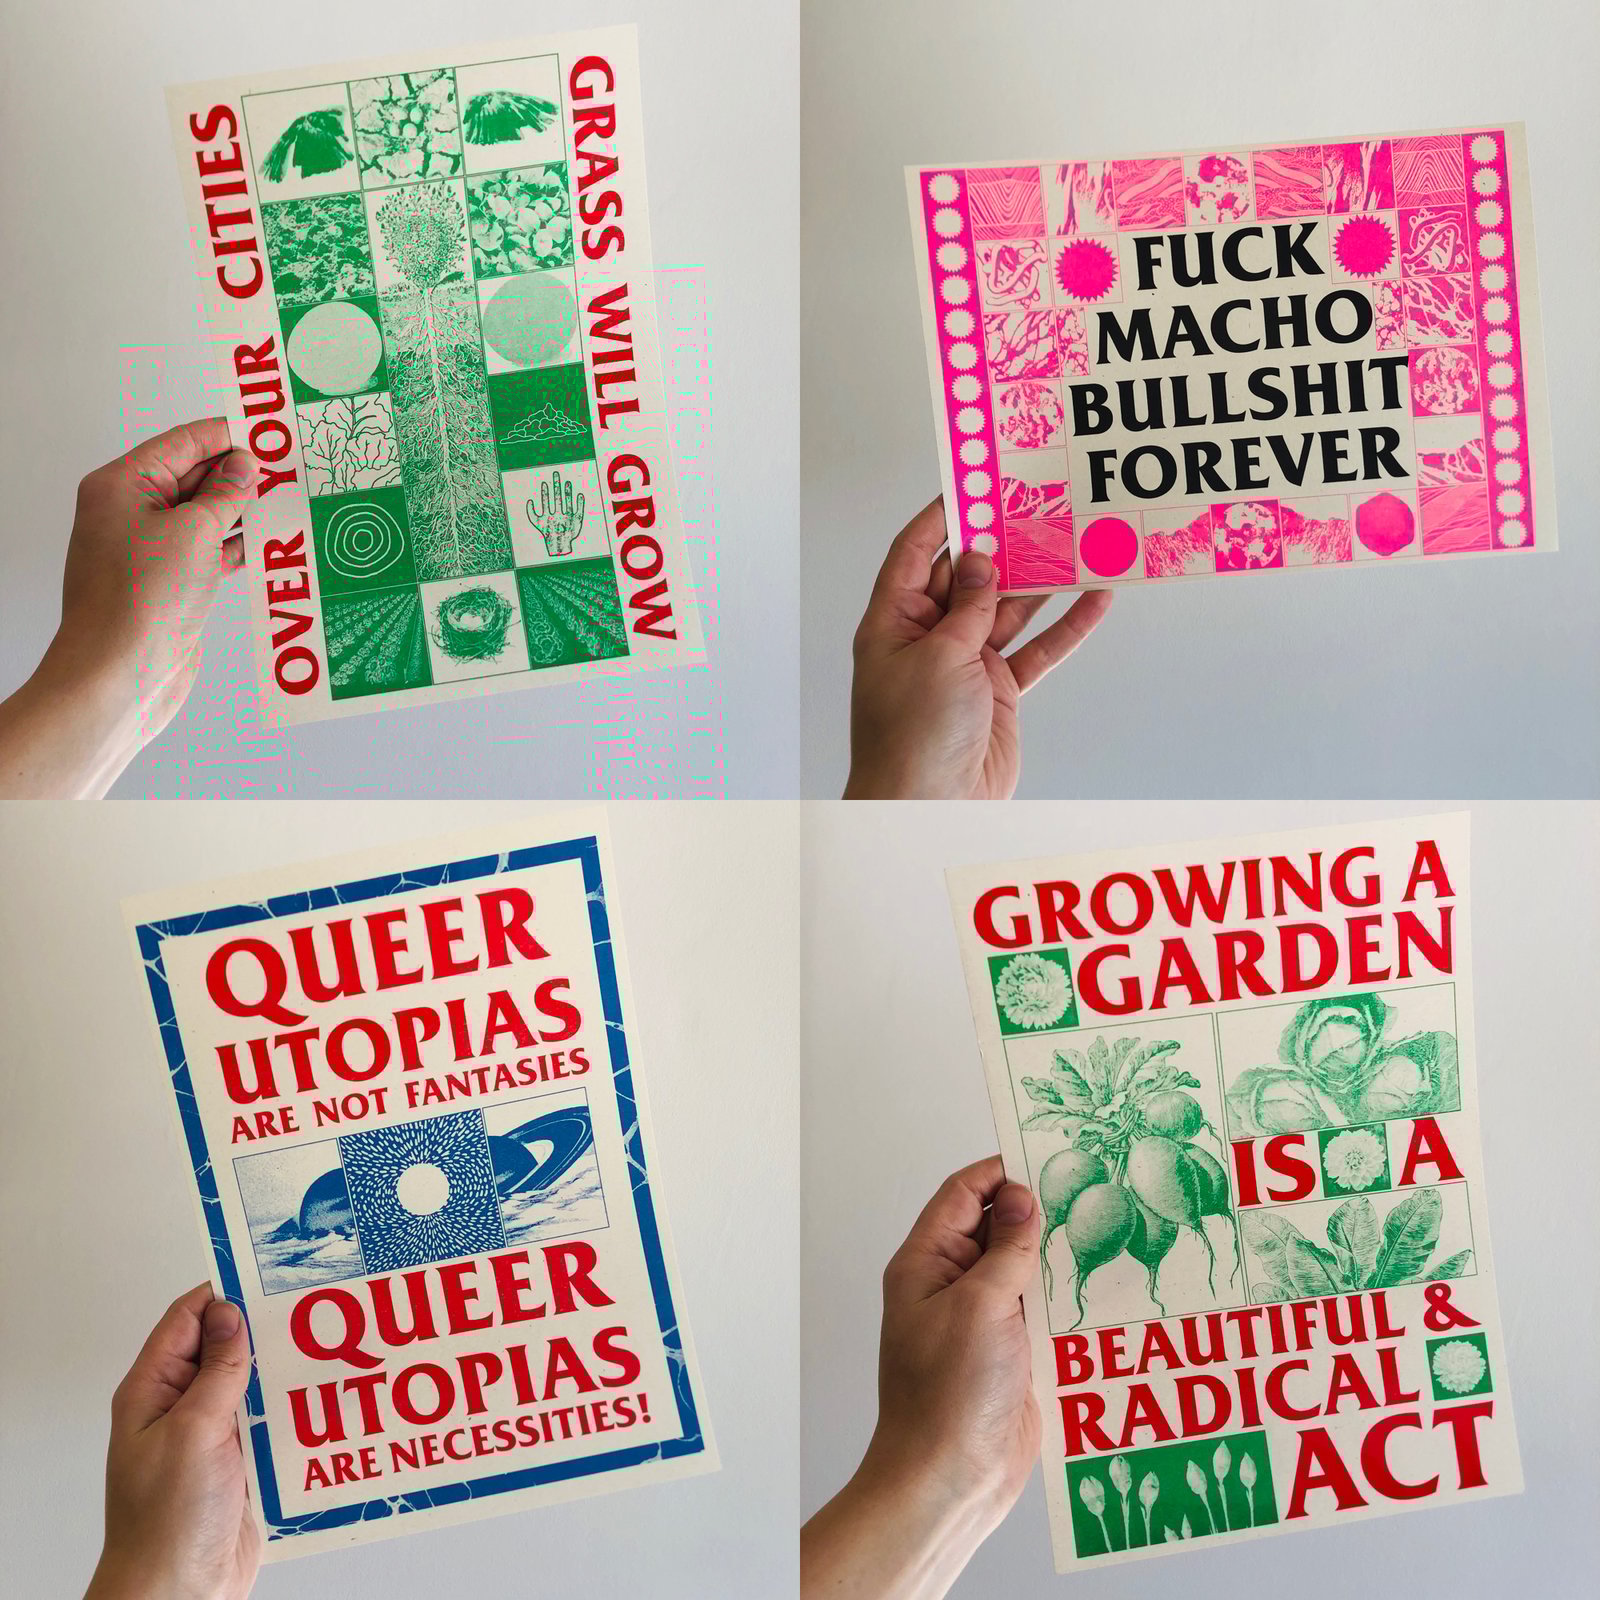 OVER YOUR CITIES
GRASS WILL GROW
FUCK
MACHO
BULLSHIT
FOREVER
QUEER
UTOPIAS
ARE NOT FANTASIES
QUEER
UTOPIAS
ARE NECESSITIES!
GROWING A
GARDEN
IS A
BEAUTIFUL &
RADICAL
ACT